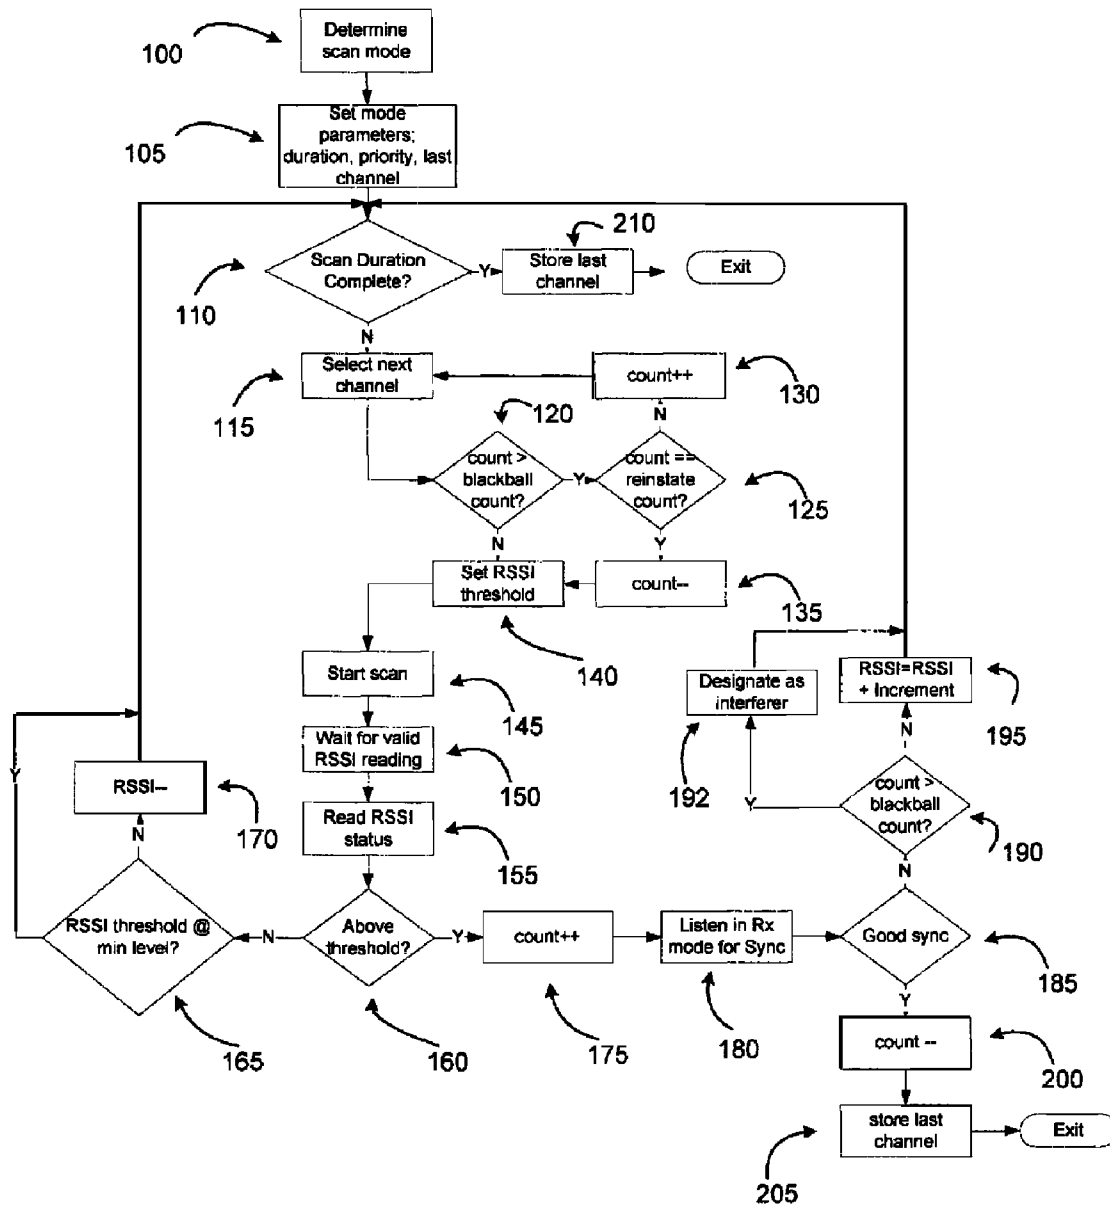 Determine
scan mode
100
Set mode
parameters;
duration, priority, last
channel
105
210
Scan Duration
Complete?
Y
Store last
channel
Exit
110
N
Select next
channel
count++
130
115
120
N
count >
blackball
count?
Y
count ==
reinstate
count?
125
N
Y
Set RSSI
threshold
count--
135
140
Start scan
145
Designate as
interferer
RSSI=RSSI
+ Increment
195
192
N
Wait for valid
RSSI reading
150
Y
RSSI--
170
Read RSSI
status
155
Y
count >
blackball
count?
190
N
N
RSSI threshold @
min level?
N
Above
threshold?
Y
count++
Listen in Rx
mode for Sync
Good sync
185
165
160
175
180
Y
count --
200
store last
channel
Exit
205